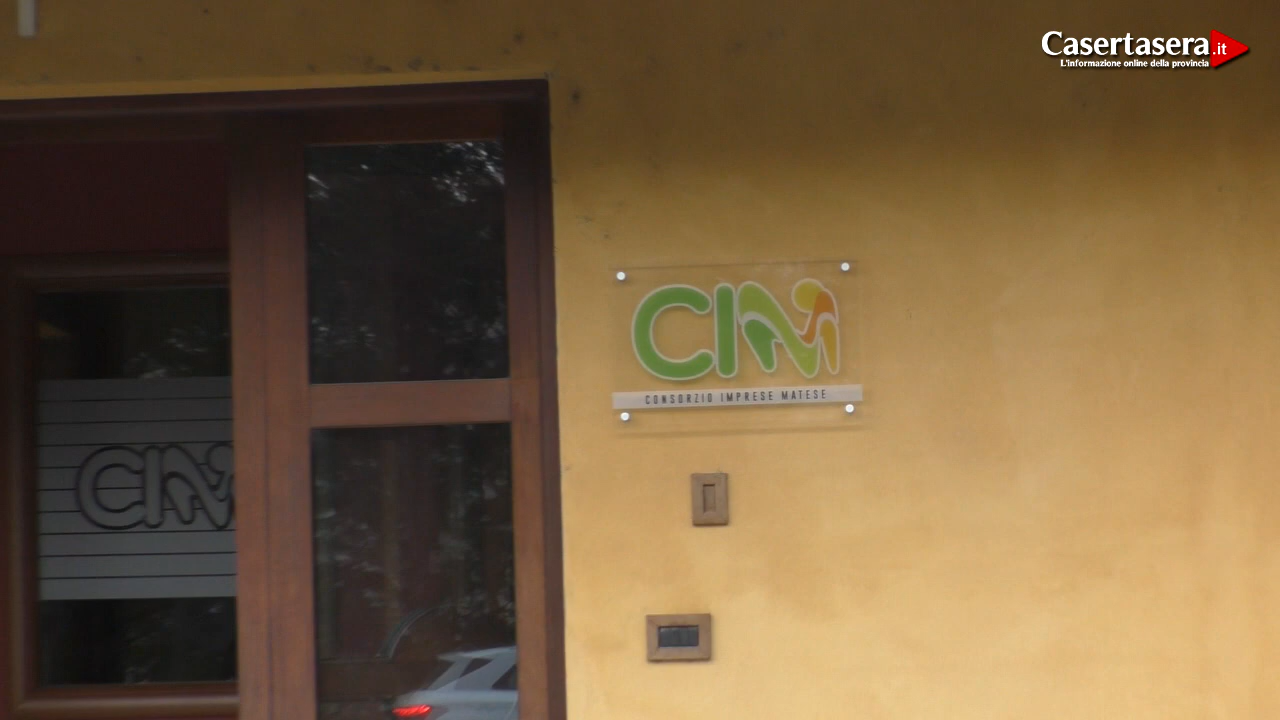 Casertasera.it
L'informazione online della provincia
CIM
CONSORZIO IMPRESE MATESE
CIM